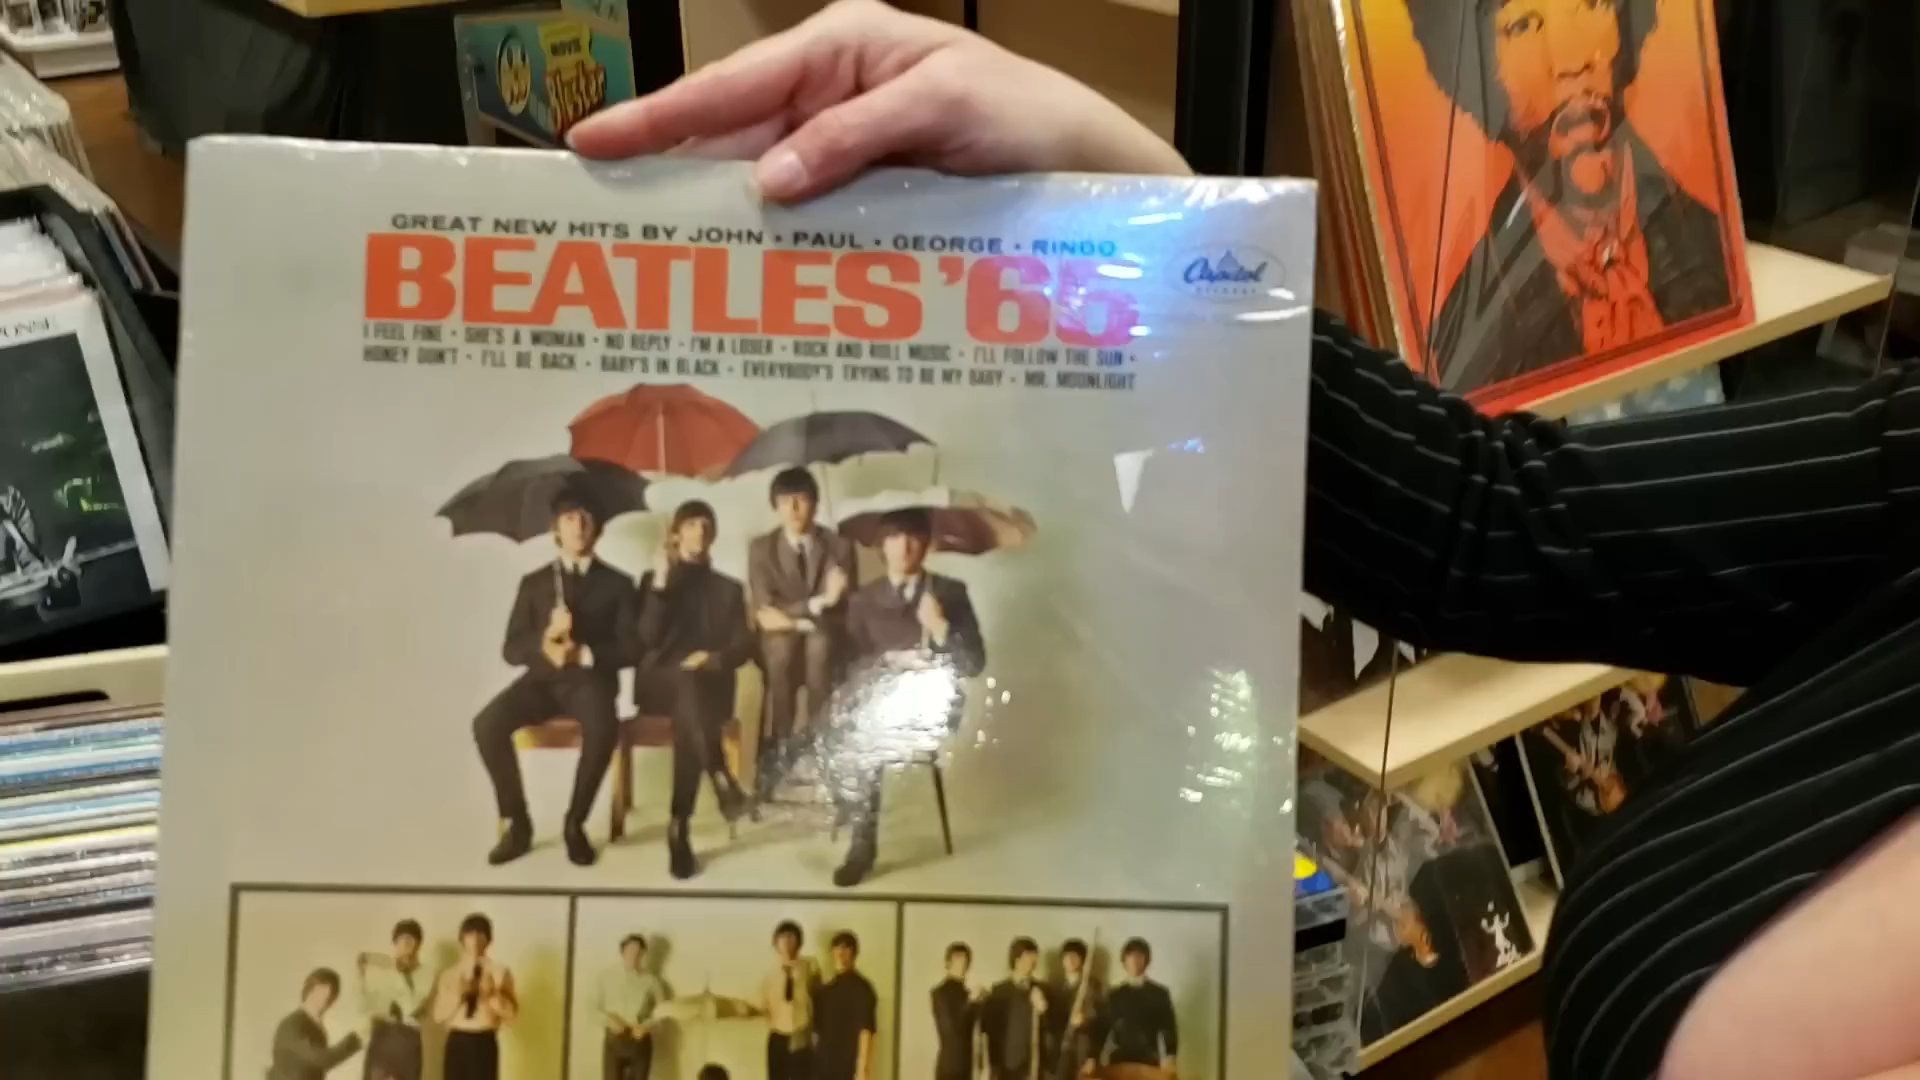 MOVIE
GREAT NEW HITS BY JOHN • PAUL • GEORGE • RINGO
BEATLES '65
Capitol
RECORDS
I FEEL FINE • SHE'S A WOMAN • NO REPLY • I'M A LOSER • ROCK AND ROLL MUSIC • I'LL FOLLOW THE SUN •
HONEY DON'T • I'LL BE BACK • BABY'S IN BLACK • EVERYBODY'S TRYING TO BE MY BABY • MR. MOONLIGHT